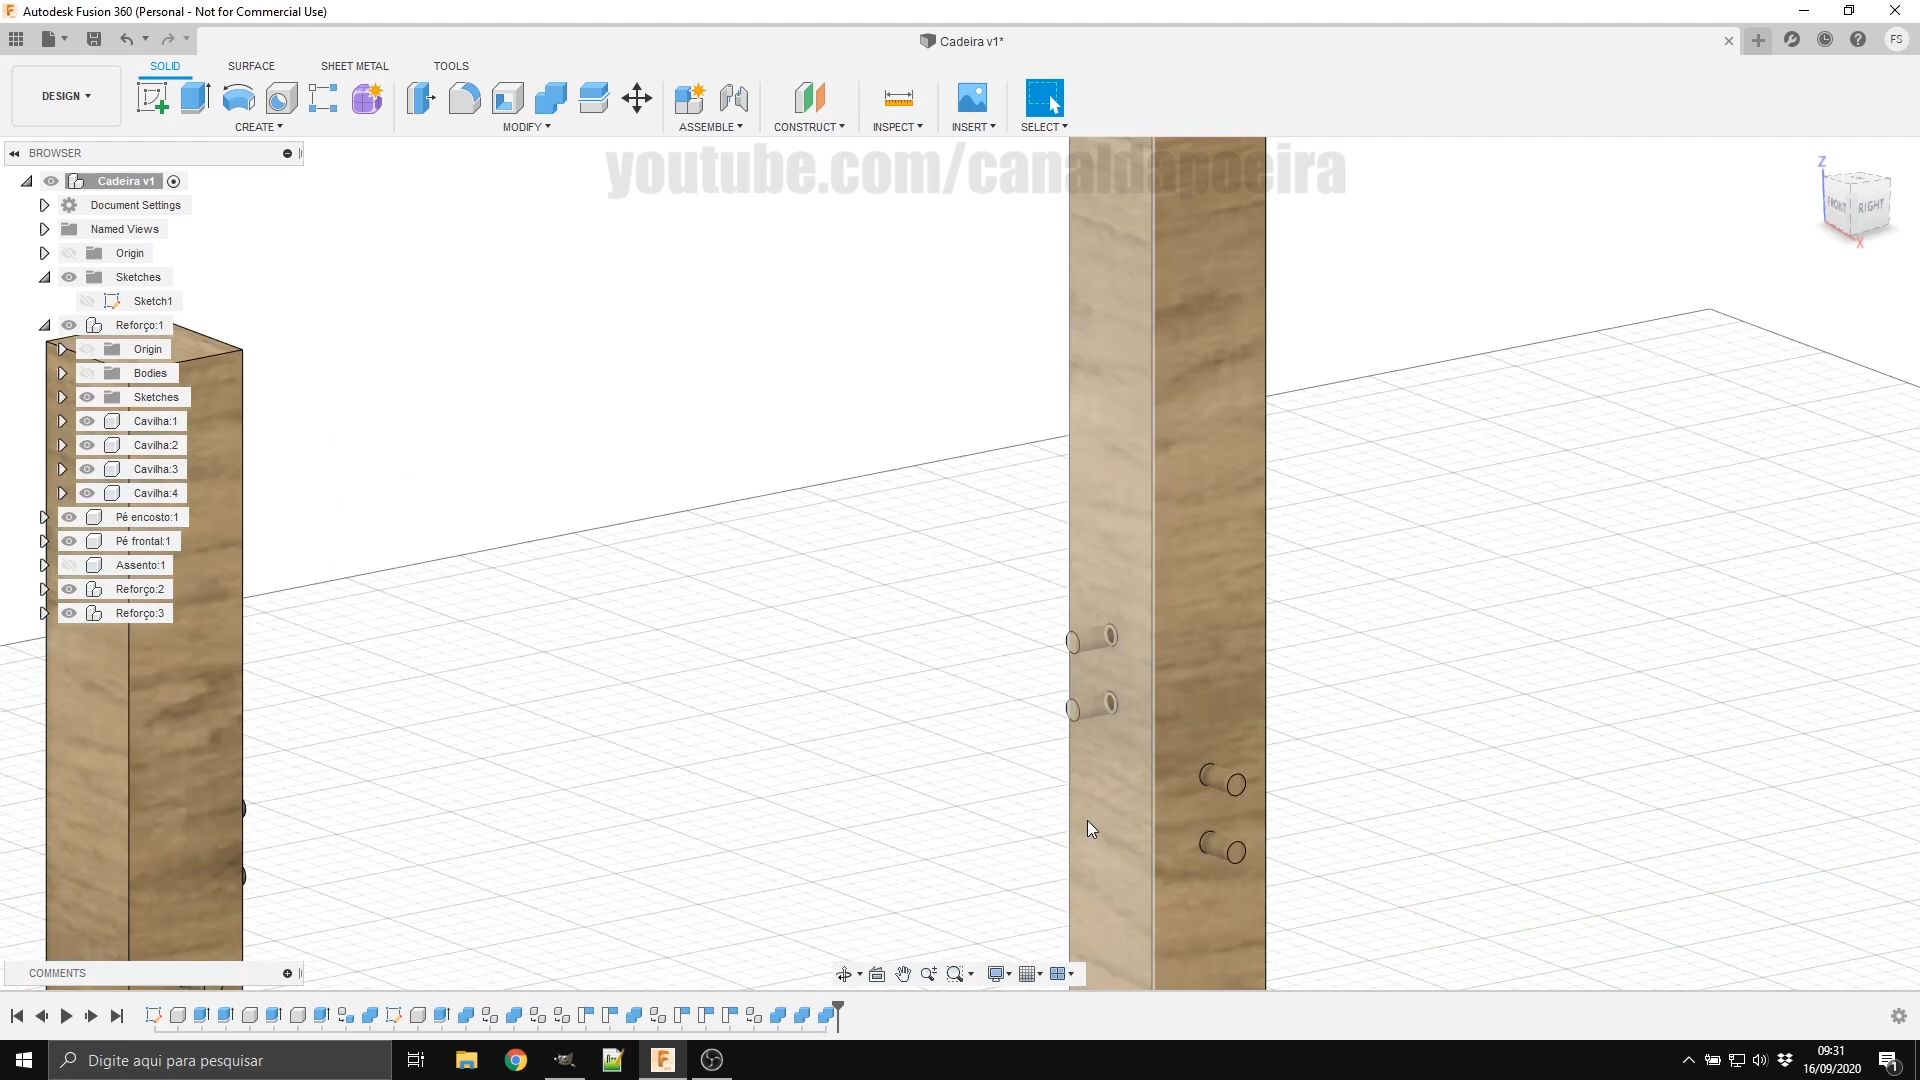 Autodesk Fusion 360 (Personal - Not for Commercial Use)
Cadeira v1*
FS
SOLID SURFACE SHEET METAL TOOLS
DESIGN
CREATE MODIFY ASSEMBLE CONSTRUCT INSPECT INSERT SELECT
youtube.com/canaldapoeira
BROWSER
Cadeira v1
Document Settings
Named Views
Origin
Sketches
Sketch1
Reforço:1
Origin
Bodies
Sketches
Cavilha:1
Cavilha:2
Cavilha:3
Cavilha:4
Pé encosto:1
Pé frontal:1
Assento:1
Reforço:2
Reforço:3
Z
FRONT RIGHT
X
COMMENTS
Digite aqui para pesquisar
09:31
16/09/2020
1